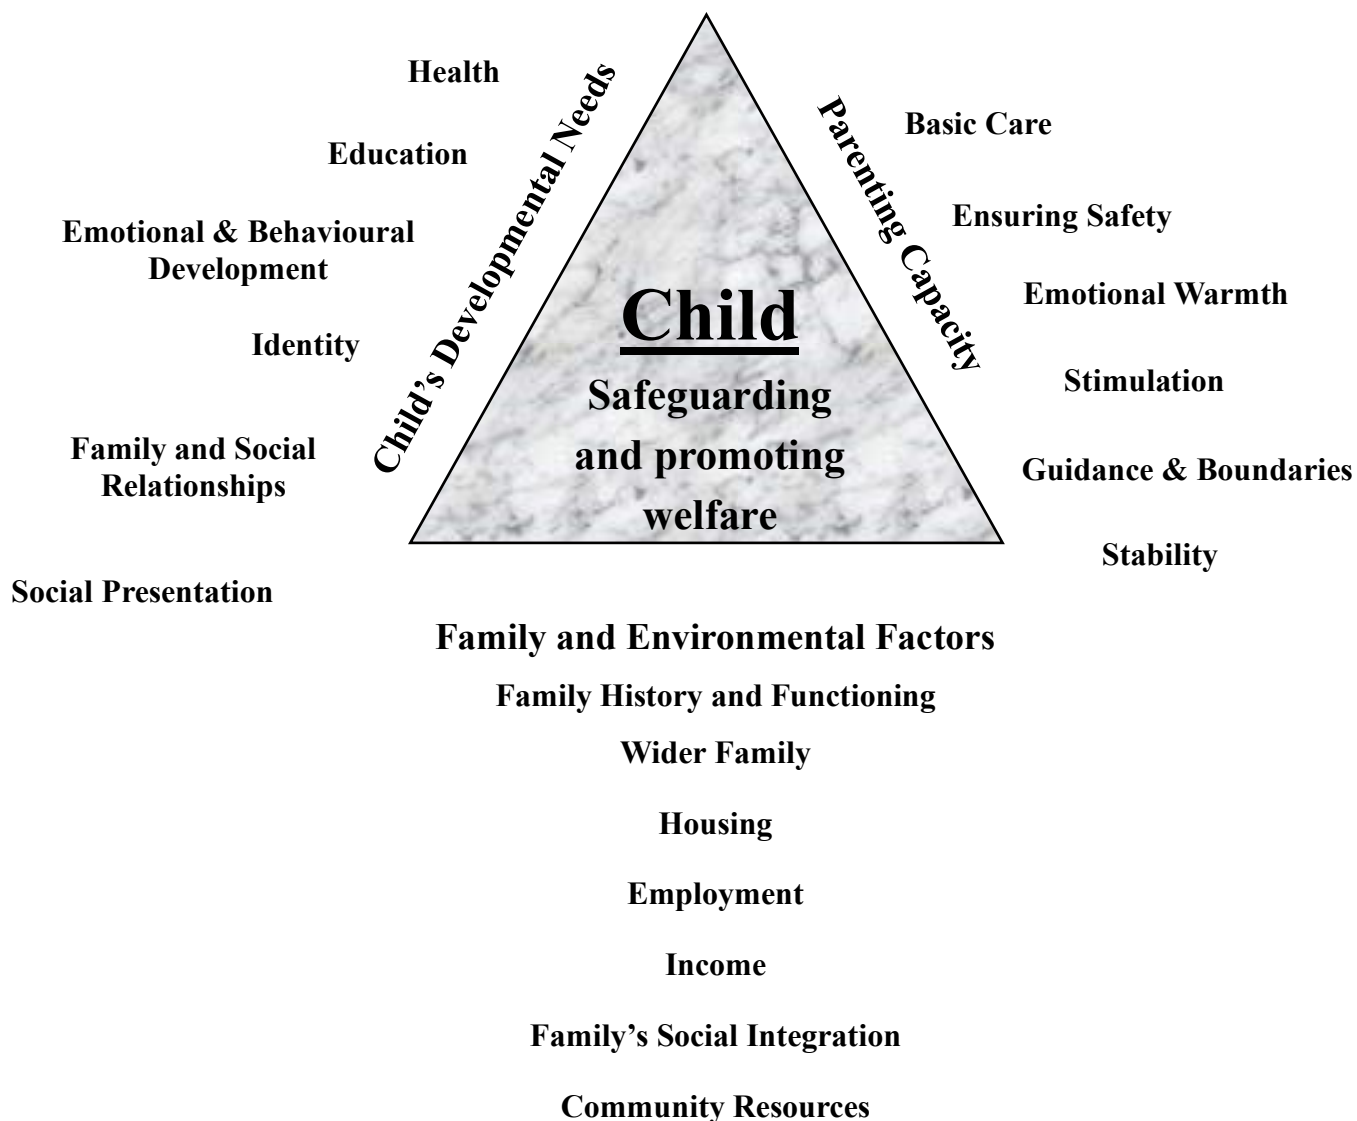 Health
Education
Emotional & Behavioural
Development
Identity
Family and Social
Relationships
Social Presentation
Child’s Developmental Needs
Child
Safeguarding
and promoting
welfare
Parenting Capacity
Basic Care
Ensuring Safety
Emotional Warmth
Stimulation
Guidance & Boundaries
Stability
Family and Environmental Factors
Family History and Functioning
Wider Family
Housing
Employment
Income
Family’s Social Integration
Community Resources